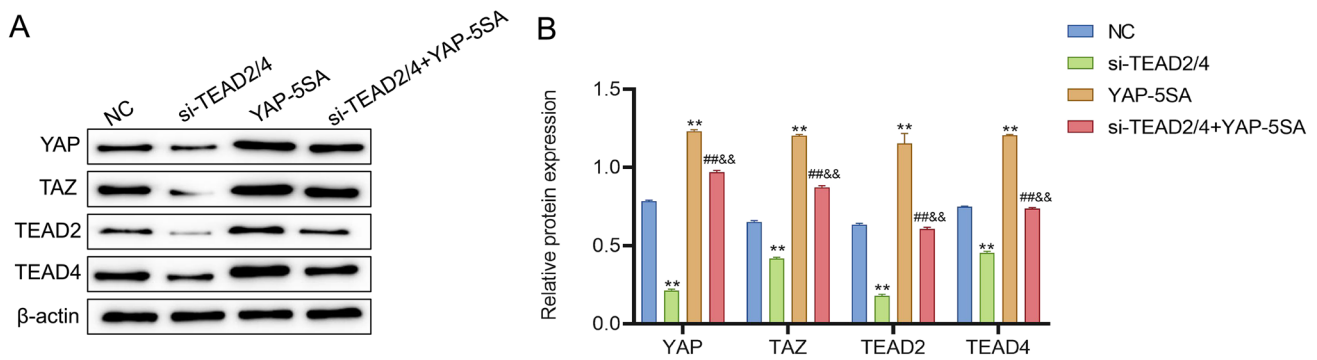 A
NC
si-TEAD2/4
YAP-5SA
si-TEAD2/4+YAP-5SA
YAP
TAZ
TEAD2
TEAD4
β-actin
B
NC
si-TEAD2/4
YAP-5SA
si-TEAD2/4+YAP-5SA
Relative protein expression
1.5
1.0
0.5
0.0
** ** ##&&
** ** ##&&
** ** ##&&
** ** ##&&
YAP TAZ TEAD2 TEAD4